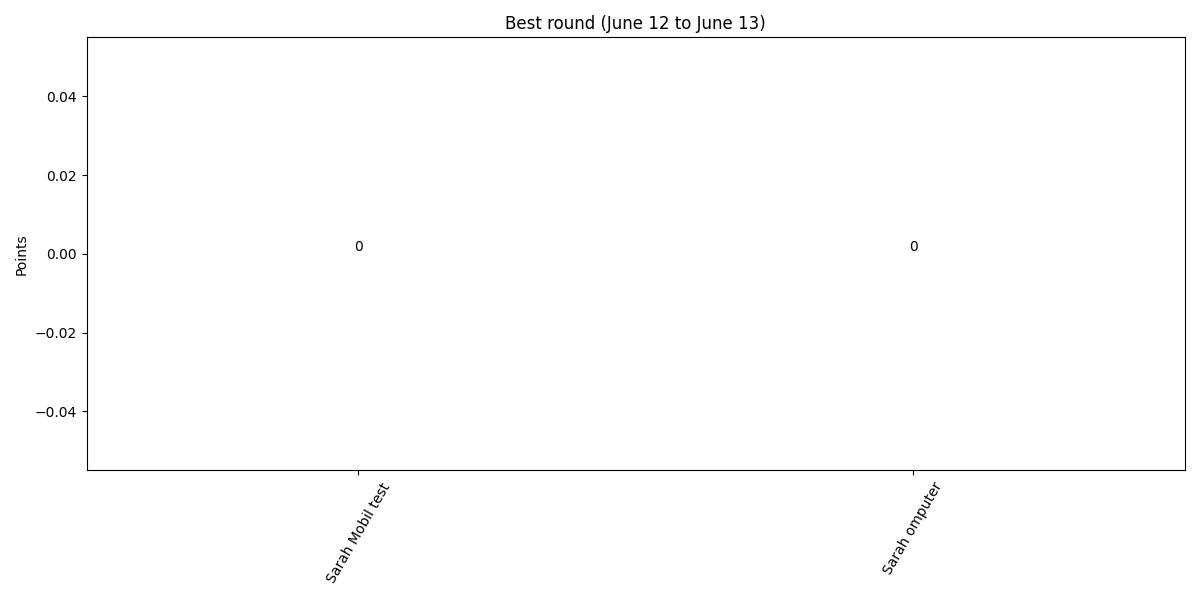 Best round (June 12 to June 13)
0.04
0.02
0.00
−0.02
−0.04
Points
0
0
Sarah Mobil test
Sarah omputer